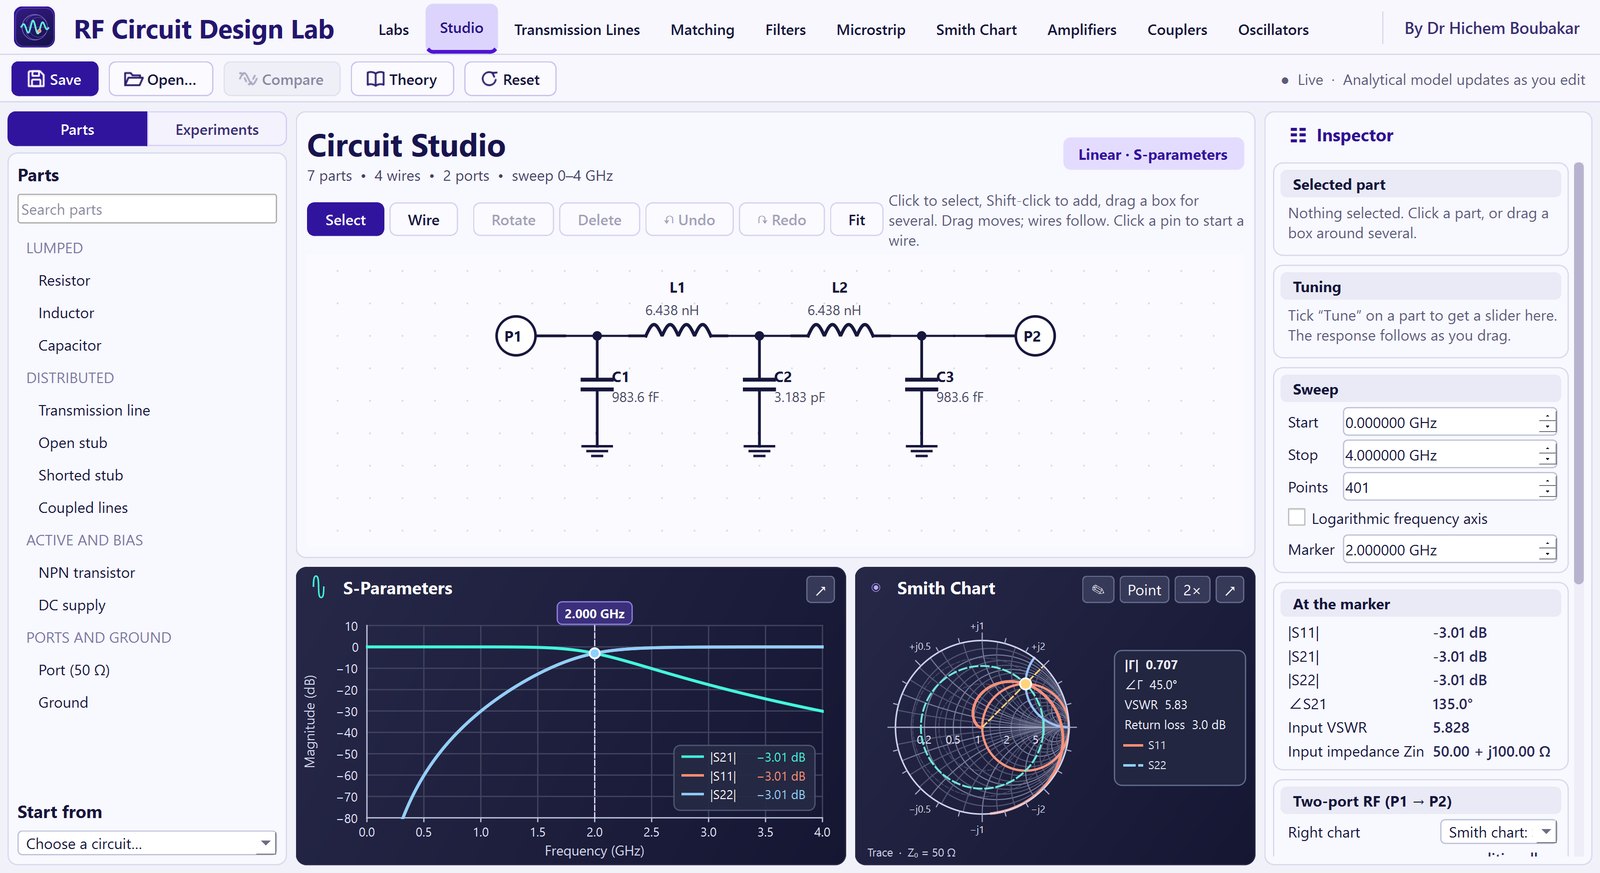 RF Circuit Design Lab
Labs
Studio
Transmission Lines
Matching
Filters
Microstrip
Smith Chart
Amplifiers
Couplers
Oscillators
By Dr Hichem Boubakar
Save
Open...
Compare
Theory
Reset
● Live · Analytical model updates as you edit
Parts
Experiments
Parts
Search parts
LUMPED
Resistor
Inductor
Capacitor
DISTRIBUTED
Transmission line
Open stub
Shorted stub
Coupled lines
ACTIVE AND BIAS
NPN transistor
DC supply
PORTS AND GROUND
Port (50 Ω)
Ground
Start from
Choose a circuit...
Circuit Studio
7 parts • 4 wires • 2 ports • sweep 0–4 GHz
Linear · S-parameters
Select
Wire
Rotate
Delete
Undo
Redo
Fit
Click to select, Shift-click to add, drag a box for
several. Drag moves; wires follow. Click a pin to start a
wire.
L1
6.438 nH
L2
6.438 nH
P1
P2
C1
983.6 fF
C2
3.183 pF
C3
983.6 fF
S-Parameters
2.000 GHz
Magnitude (dB)
10
0
−10
−20
−30
−40
−50
−60
−70
−80
|S21| −3.01 dB
|S11| −3.01 dB
|S22| −3.01 dB
0.0 0.5 1.0 1.5 2.0 2.5 3.0 3.5 4.0
Frequency (GHz)
Smith Chart
Point
2×
+j1
+j0.5
+j2
0.2 0.5 1 2 5
−j0.5
−j2
−j1
|Γ| 0.707
∠Γ 45.0°
VSWR 5.83
Return loss 3.0 dB
S11
S22
Trace · Z₀ = 50 Ω
Inspector
Selected part
Nothing selected. Click a part, or drag a
box around several.
Tuning
Tick “Tune” on a part to get a slider here.
The response follows as you drag.
Sweep
Start 0.000000 GHz
Stop 4.000000 GHz
Points 401
Logarithmic frequency axis
Marker 2.000000 GHz
At the marker
|S11| -3.01 dB
|S21| -3.01 dB
|S22| -3.01 dB
∠S21 135.0°
Input VSWR 5.828
Input impedance Zin 50.00 + j100.00 Ω
Two-port RF (P1 → P2)
Right chart Smith chart: